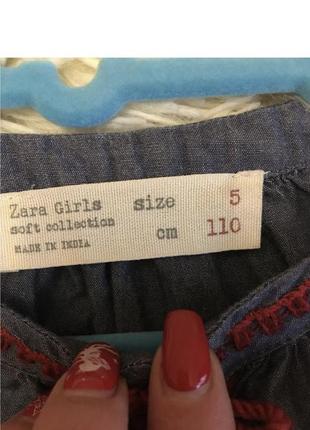 Zara Girls size 5
soft collection cm 110
MADE IN INDIA